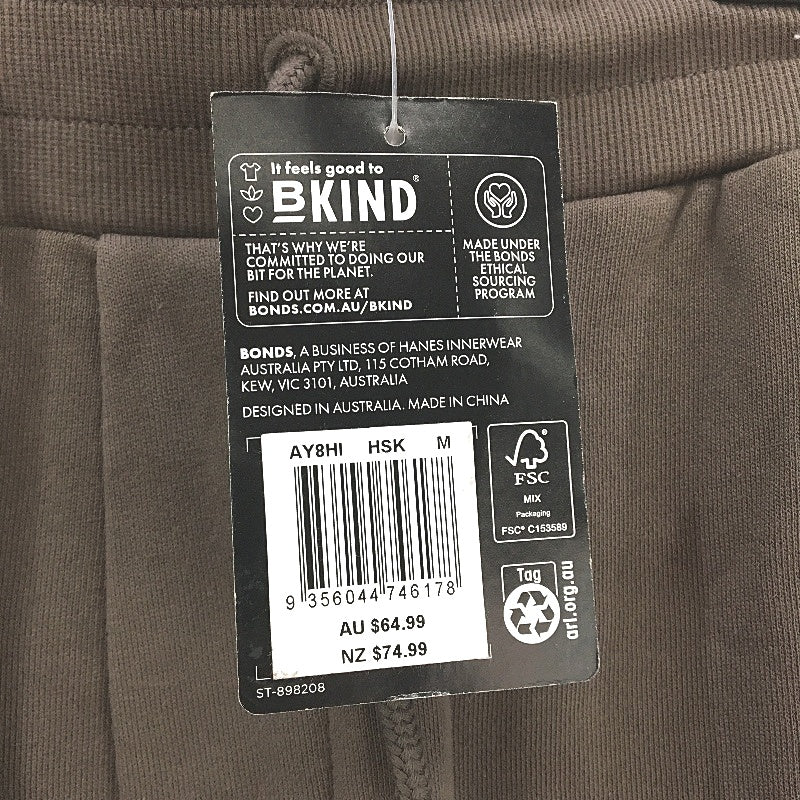 It feels good to
BKIND®
THAT'S WHY WE'RE
COMMITTED TO DOING OUR
BIT FOR THE PLANET.
FIND OUT MORE AT
BONDS.COM.AU/BKIND
MADE UNDER
THE BONDS
ETHICAL
SOURCING
PROGRAM
BONDS, A BUSINESS OF HANES INNERWEAR
AUSTRALIA PTY LTD, 115 COTHAM ROAD,
KEW, VIC 3101, AUSTRALIA
DESIGNED IN AUSTRALIA. MADE IN CHINA
AY8HI HSK M
9 356044 746178
AU $64.99
NZ $74.99
FSC
MIX
Packaging
FSC® C153589
Tag
arl.org.au
ST-898208